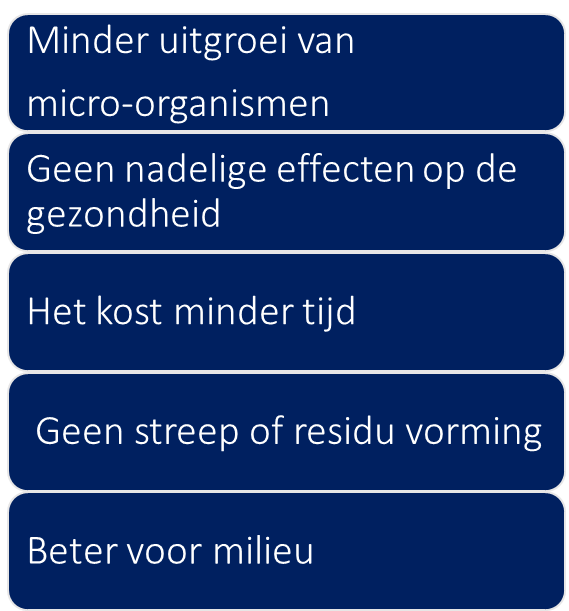 Minder uitgroei van
micro-organismen
Geen nadelige effecten op de
gezondheid
Het kost minder tijd
Geen streep of residu vorming
Beter voor milieu